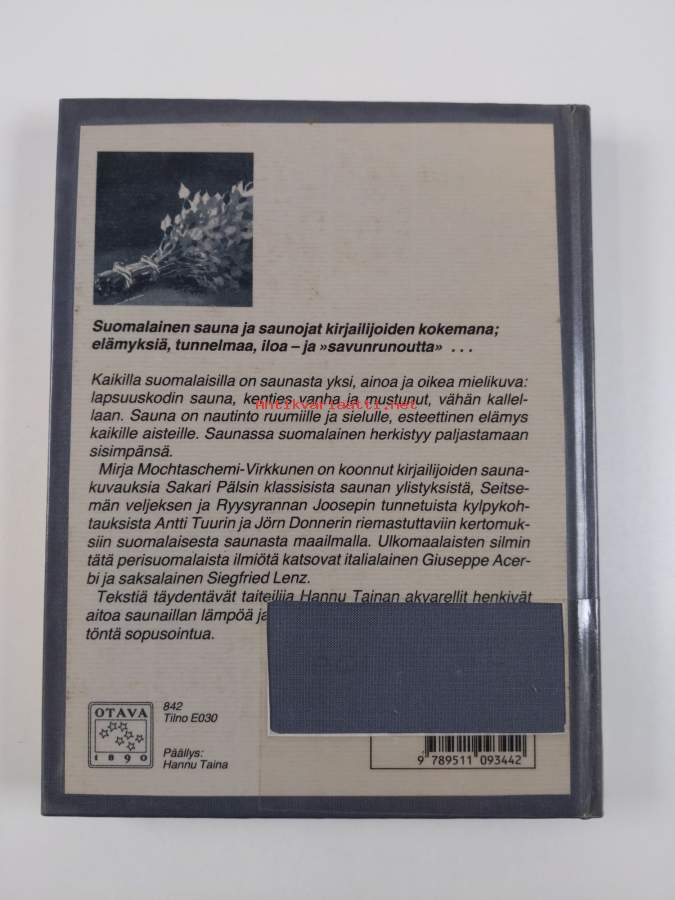 Suomalainen sauna ja saunojat kirjailijoiden kokemana;
elämyksiä, tunnelmaa, iloa – ja »savunrunoutta» . . .
Kaikilla suomalaisilla on saunasta yksi, ainoa ja oikea mielikuva:
lapsuuskodin sauna, kenties vanha ja mustunut, vähän kallel-
laan. Sauna on nautinto ruumiille ja sielulle, esteettinen elämys
kaikille aisteille. Saunassa suomalainen herkistyy paljastamaan
sisimpänsä.
Mirja Mochtaschemi-Virkkunen on koonnut kirjailijoiden sauna-
kuvauksia Sakari Pälsin klassisista saunan ylistyksistä, Seitse-
män veljeksen ja Ryysyrannan Joosepin tunnetuista kylpykoh-
tauksista Antti Tuurin ja Jörn Donnerin riemastuttaviin kertomuk-
siin suomalaisesta saunasta maailmalla. Ulkomaalaisten silmin
tätä perisuomalaista ilmiötä katsovat italialainen Giuseppe Acer-
bi ja saksalainen Siegfried Lenz.
Tekstiä täydentävät taiteilija Hannu Tainan akvarellit henkivät
aitoa saunaillan lämpöä ja
töntä sopusointua.
Antikvariaatti.net
OTAVA
1890
842
Tilno E030
Päällys:
Hannu Taina
9 789511 093442